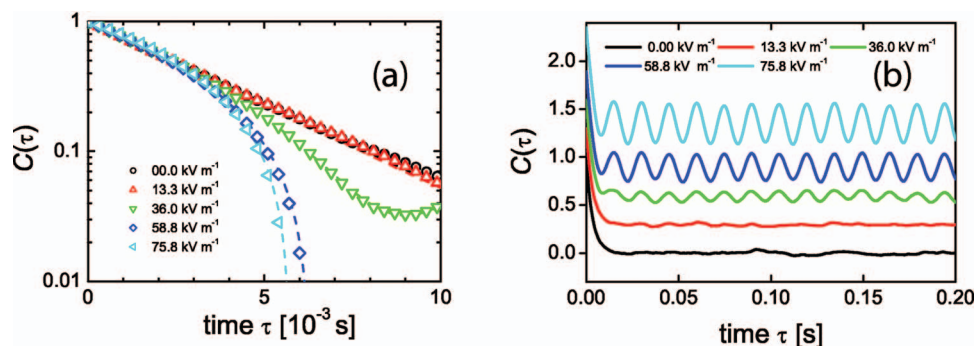 1
0.1
0.01
C(τ)
(a)
00.0 kV m⁻¹
13.3 kV m⁻¹
36.0 kV m⁻¹
58.8 kV m⁻¹
75.8 kV m⁻¹
0 5 10
time τ [10⁻³ s]
0.00 kV m⁻¹ 13.3 kV m⁻¹ 36.0 kV m⁻¹
58.8 kV m⁻¹ 75.8 kV m⁻¹
(b)
2.0
1.5
1.0
0.5
0.0
C(τ)
0.00 0.05 0.10 0.15 0.20
time τ [s]